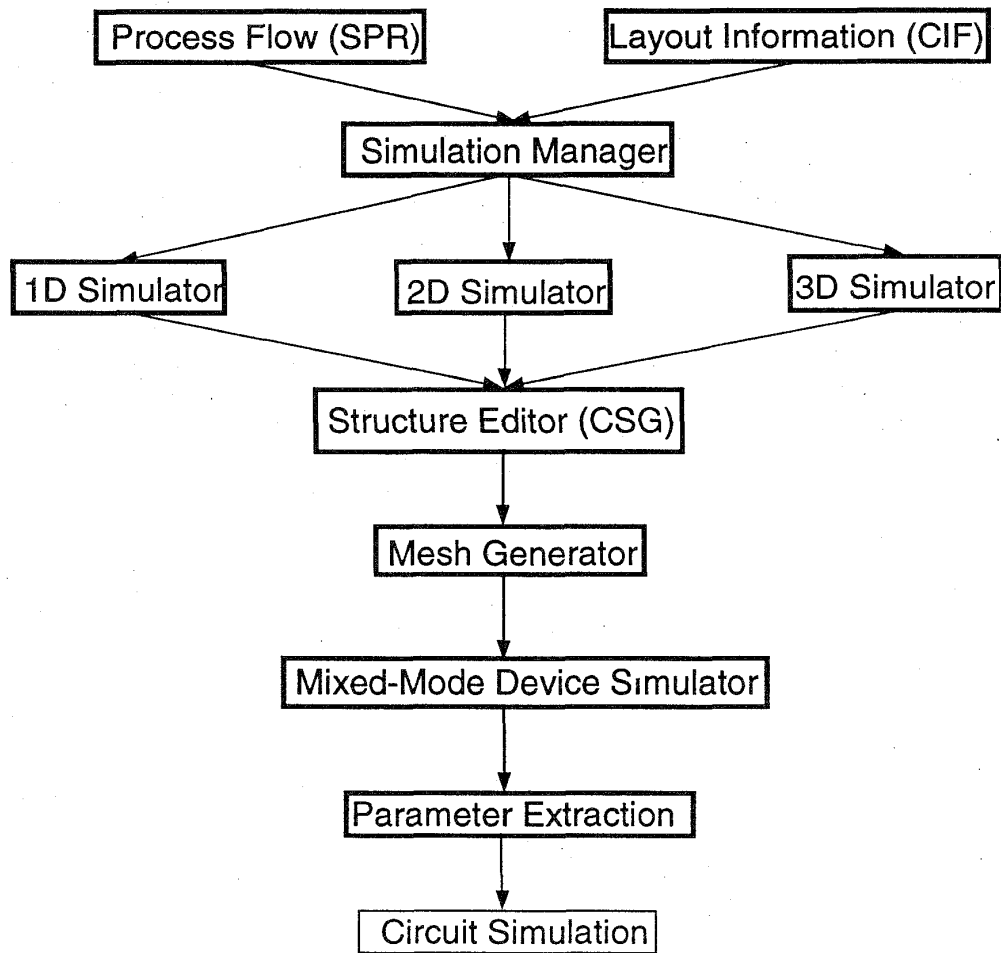 Process Flow (SPR)
Layout Information (CIF)
Simulation Manager
1D Simulator
2D Simulator
3D Simulator
Structure Editor (CSG)
Mesh Generator
Mixed-Mode Device Simulator
Parameter Extraction
Circuit Simulation